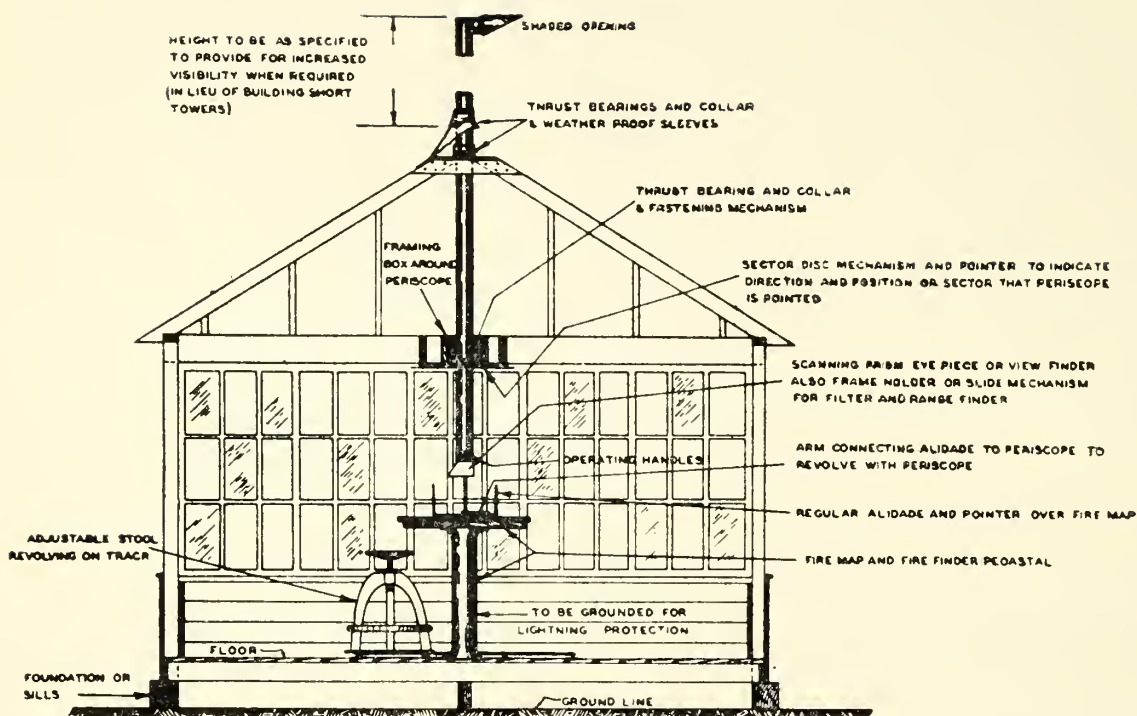 SHADED OPENING
HEIGHT TO BE AS SPECIFIED
TO PROVIDE FOR INCREASED
VISIBILITY WHEN REQUIRED
(IN LIEU OF BUILDING SHORT
TOWERS)
THRUST BEARINGS AND COLLAR
& WEATHER PROOF SLEEVES
THRUST BEARING AND COLLAR
& FASTENING MECHANISM
FRAMING
BOX AROUND
PERISCOPE
SECTOR DISC MECHANISM AND POINTER TO INDICATE
DIRECTION AND POSITION OR SECTOR THAT PERISCOPE
IS POINTED
SCANNING PRISM EYE PIECE OR VIEW FINDER
ALSO FRAME HOLDER OR SLIDE MECHANISM
FOR FILTER AND RANGE FINDER
OPERATING HANDLES
ARM CONNECTING ALIDADE TO PERISCOPE TO
REVOLVE WITH PERISCOPE
REGULAR ALIDADE AND POINTER OVER FIRE MAP
ADJUSTABLE STOOL
REVOLVING ON TRACK
FIRE MAP AND FIRE FINDER PEDASTAL
TO BE GROUNDED FOR
LIGHTNING PROTECTION
FLOOR
FOUNDATION OR
SILLS
GROUND LINE